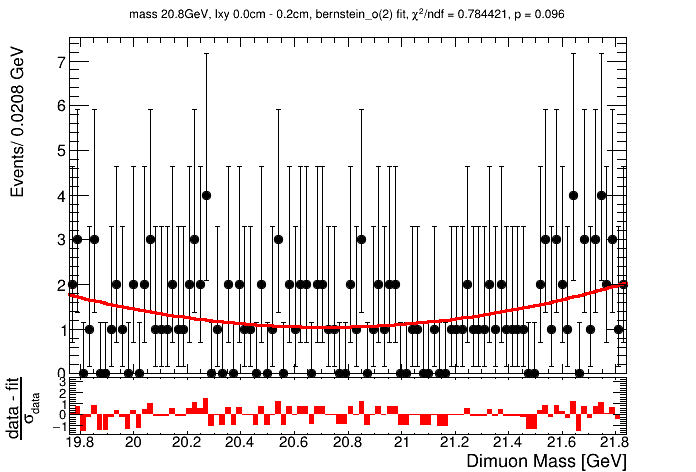 mass 20.8GeV, lxy 0.0cm - 0.2cm, bernstein_o(2) fit, χ²/ndf = 0.784421, p = 0.096
Events/ 0.0208 GeV
7
6
5
4
3
2
1
0
data - fit
σdata
3
2
1
0
−1
19.8 20 20.2 20.4 20.6 20.8 21 21.2 21.4 21.6 21.8
Dimuon Mass [GeV]